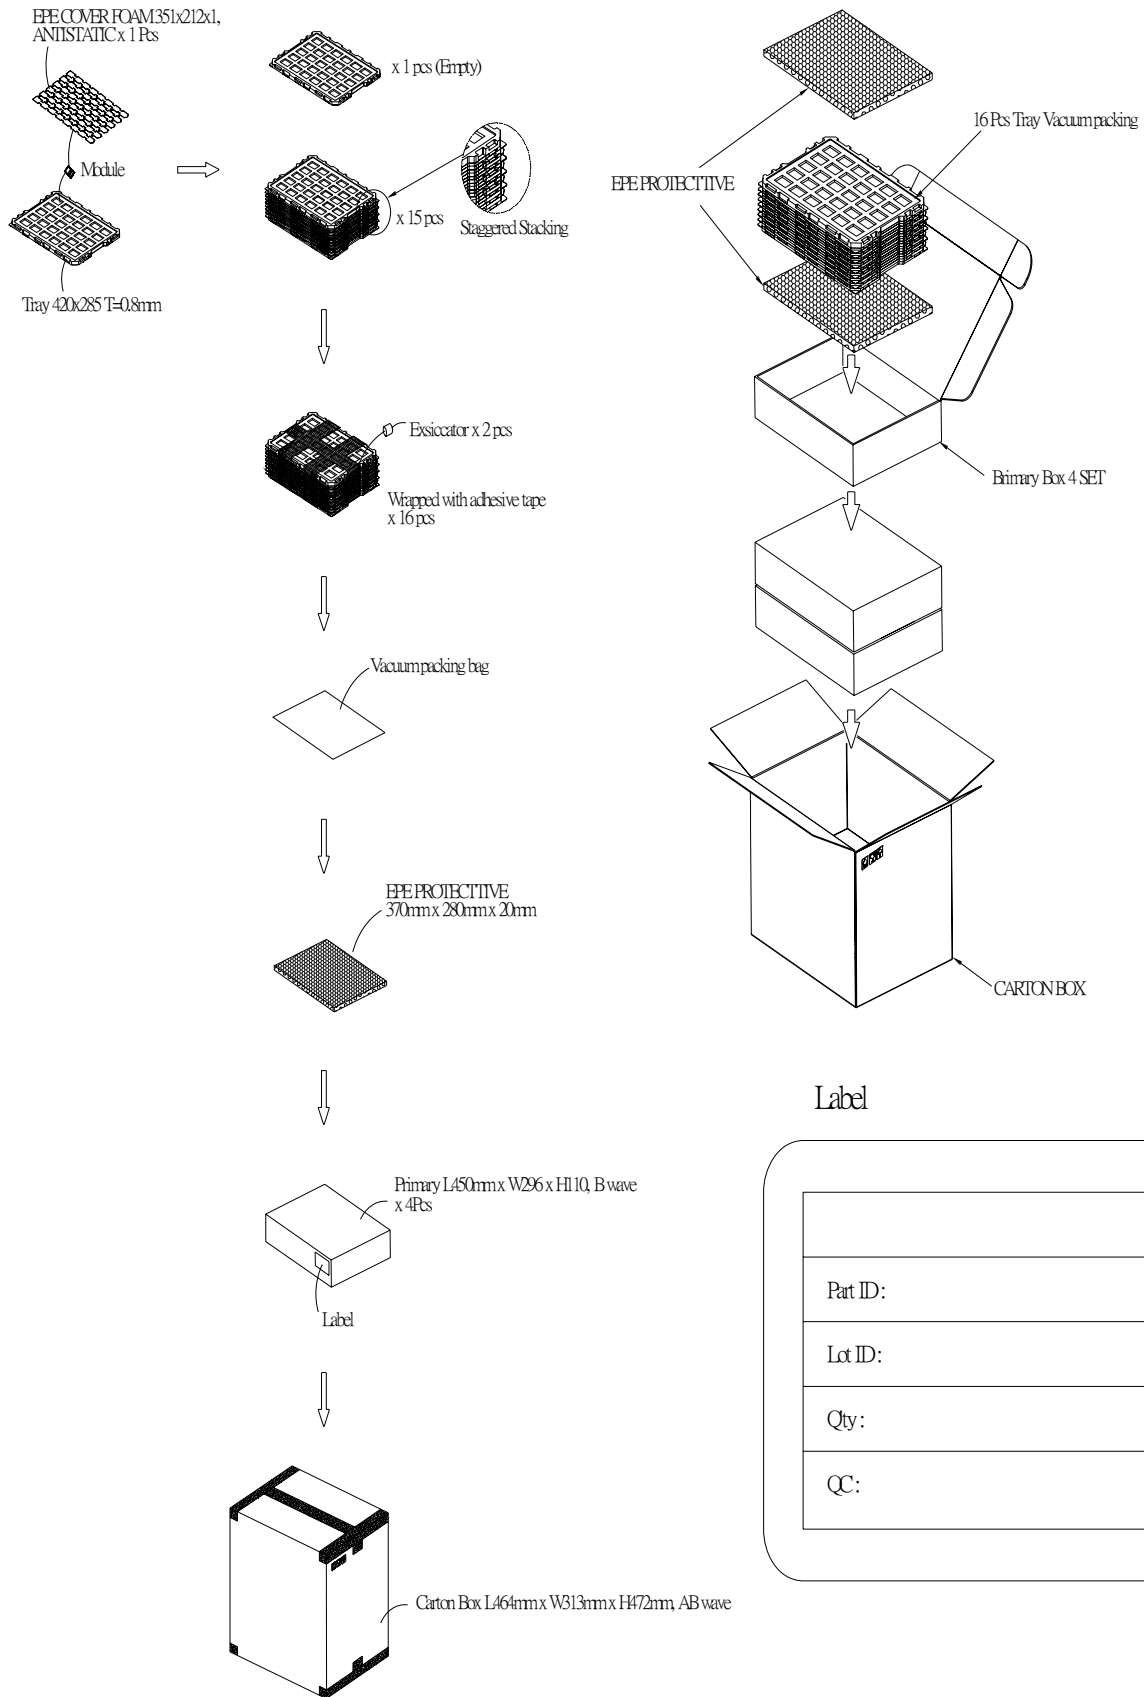 EPE COVER FOAM 351x212x1,
ANTISTATIC x 1 Pcs
Module
Tray 420x285 T=0.8mm
x 1 pcs (Empty)
x 15 pcs
Staggered Stacking
Exsiccator x 2 pcs
Wrapped with adhesive tape
x 16 pcs
Vacuum packing bag
EPE PROTECTTIVE
370mm x 280mm x 20mm
Primary L450mm x W296 x H110, B wave
x 4Pcs
Label
Carton Box L464mm x W313mm x H472mm, AB wave
16 Pcs Tray Vacuum packing
EPE PROTECTTIVE
Brimary Box 4 SET
CARTON BOX
Label
Part ID :
Lot ID :
Q'ty :
QC :